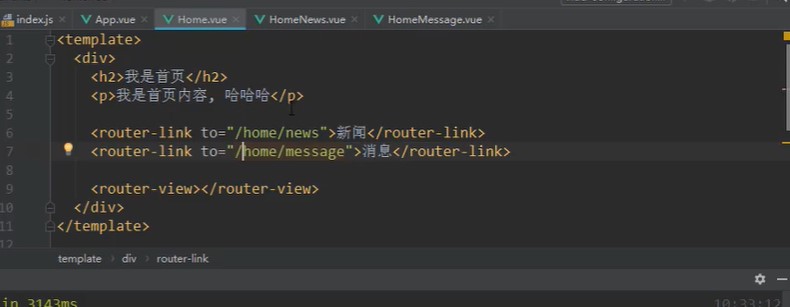 index.js App.vue Home.vue HomeNews.vue HomeMessage.vue
1 <template>
2 <div>
3 <h2>我是首页</h2>
4 <p>我是首页内容, 哈哈哈</p>
5
6 <router-link to="/home/news">新闻</router-link>
7 <router-link to="/home/message">消息</router-link>
8
9 <router-view></router-view>
10 </div>
11 </template>
12
template div router-link
in 3143ms 10:33:12